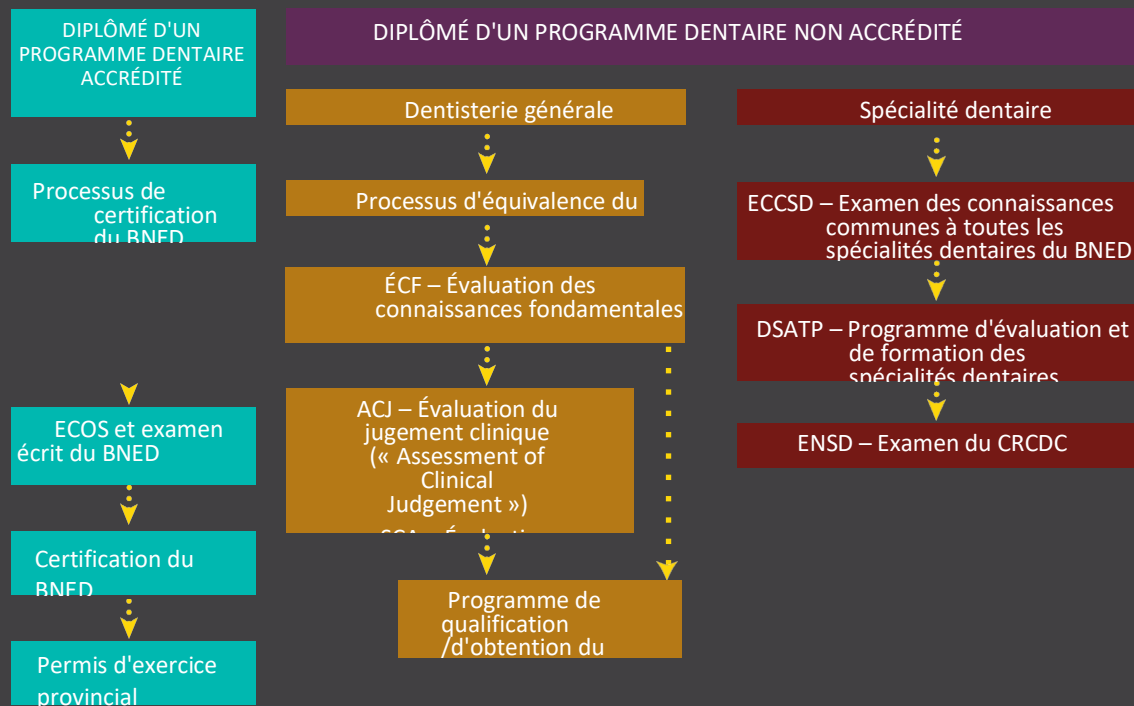 DIPLÔMÉ D'UN
PROGRAMME DENTAIRE
ACCRÉDITÉ
Processus de
certification
du BNED
ECOS et examen
écrit du BNED
Certification du
BNED
Permis d'exercice
provincial
DIPLÔMÉ D'UN PROGRAMME DENTAIRE NON ACCRÉDITÉ
Dentisterie générale
Processus d'équivalence du
ÉCF – Évaluation des
connaissances fondamentales
ACJ – Évaluation du
jugement clinique
(« Assessment of
Clinical
Judgement »)
Programme de
qualification
/d'obtention du
Spécialité dentaire
ECCSD – Examen des connaissances
communes à toutes les
spécialités dentaires du BNED
DSATP – Programme d'évaluation et
de formation des
spécialités dentaires
ENSD – Examen du CRCDC